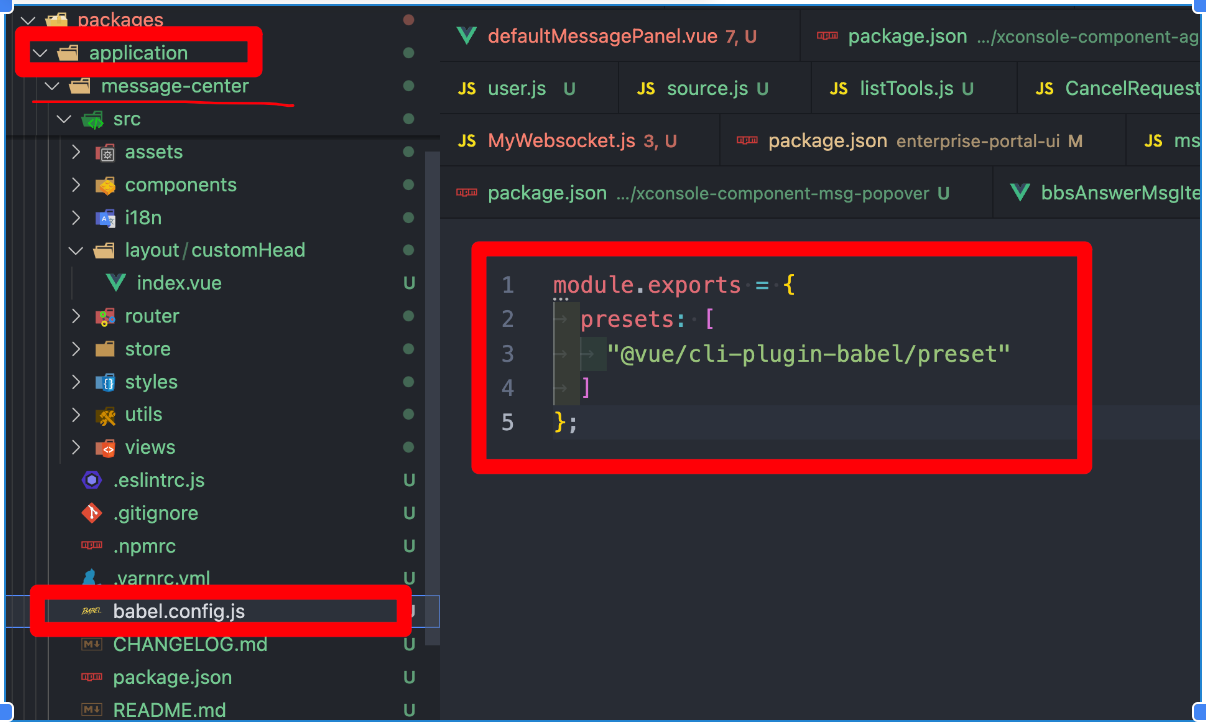 packages
application
message-center
src
assets
components
i18n
layout/customHead
index.vue U
router
store
styles
utils
views
.eslintrc.js U
.gitignore U
.npmrc U
.yarnrc.yml U
babel.config.js U
CHANGELOG.md U
package.json U
README.md U
defaultMessagePanel.vue 7, U
package.json .../xconsole-component-ag
JS user.js U
JS source.js U
JS listTools.js U
JS CancelRequest
JS MyWebsocket.js 3, U
package.json enterprise-portal-ui M
JS ms
package.json .../xconsole-component-msg-popover U
bbsAnswerMsgIte
1 module.exports = {
2 presets: [
3 "@vue/cli-plugin-babel/preset"
4 ]
5 };